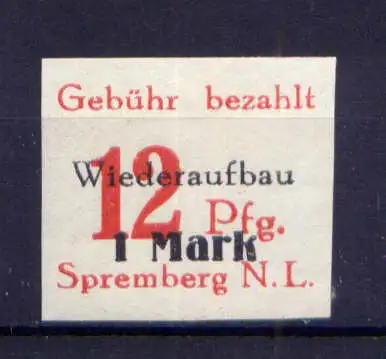 Gebühr bezahlt
Wiederaufbau
12 Pfg.
1 Mark
Spremberg N.L.